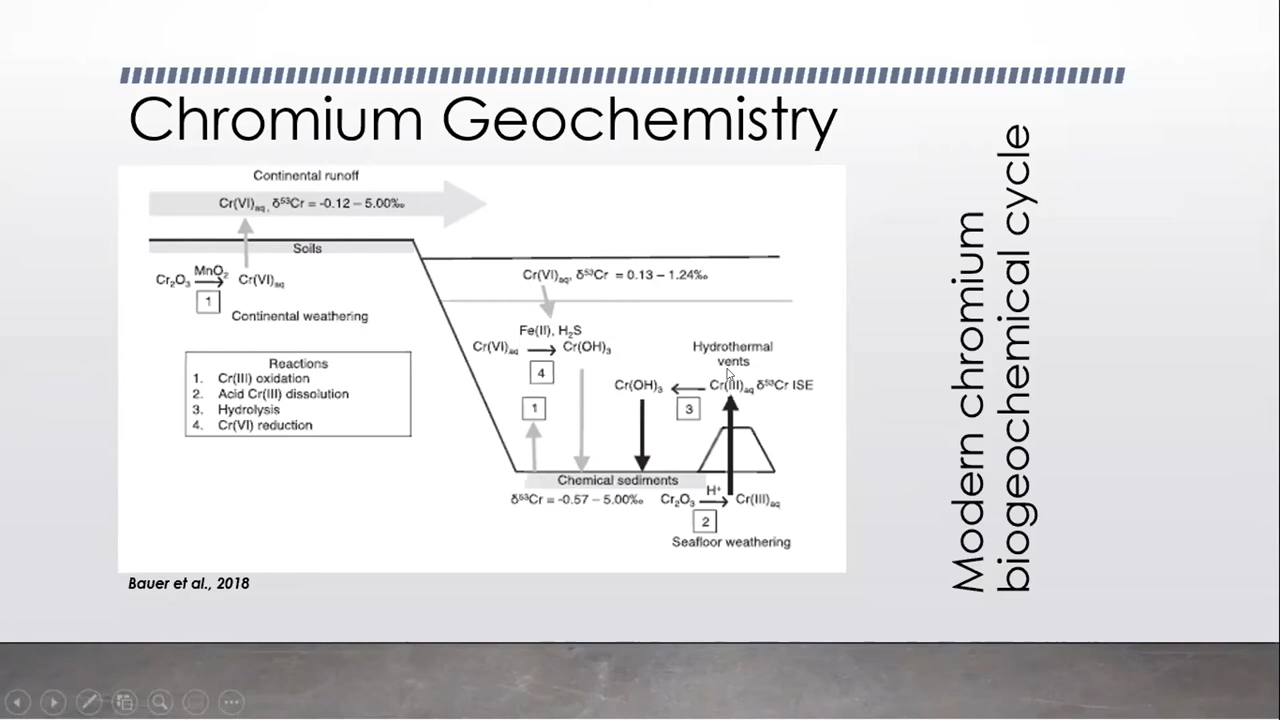 Chromium Geochemistry
Modern chromium
biogeochemical cycle
Continental runoff
Cr(VI)aq, δ⁵³Cr = -0.12 – 5.00‰
Soils
Cr₂O₃ MnO₂ Cr(VI)aq
1
Continental weathering
Reactions
1. Cr(III) oxidation
2. Acid Cr(III) dissolution
3. Hydrolysis
4. Cr(VI) reduction
Cr(VI)aq, δ⁵³Cr = 0.13 – 1.24‰
Fe(II), H₂S
Cr(VI)aq → Cr(OH)₃
4
1
Hydrothermal
vents
Cr(OH)₃ ← Cr(III)aq δ⁵³Cr ISE
3
Chemical sediments
δ⁵³Cr = -0.57 – 5.00‰
Cr₂O₃ H⁺ Cr(III)aq
2
Seafloor weathering
Bauer et al., 2018